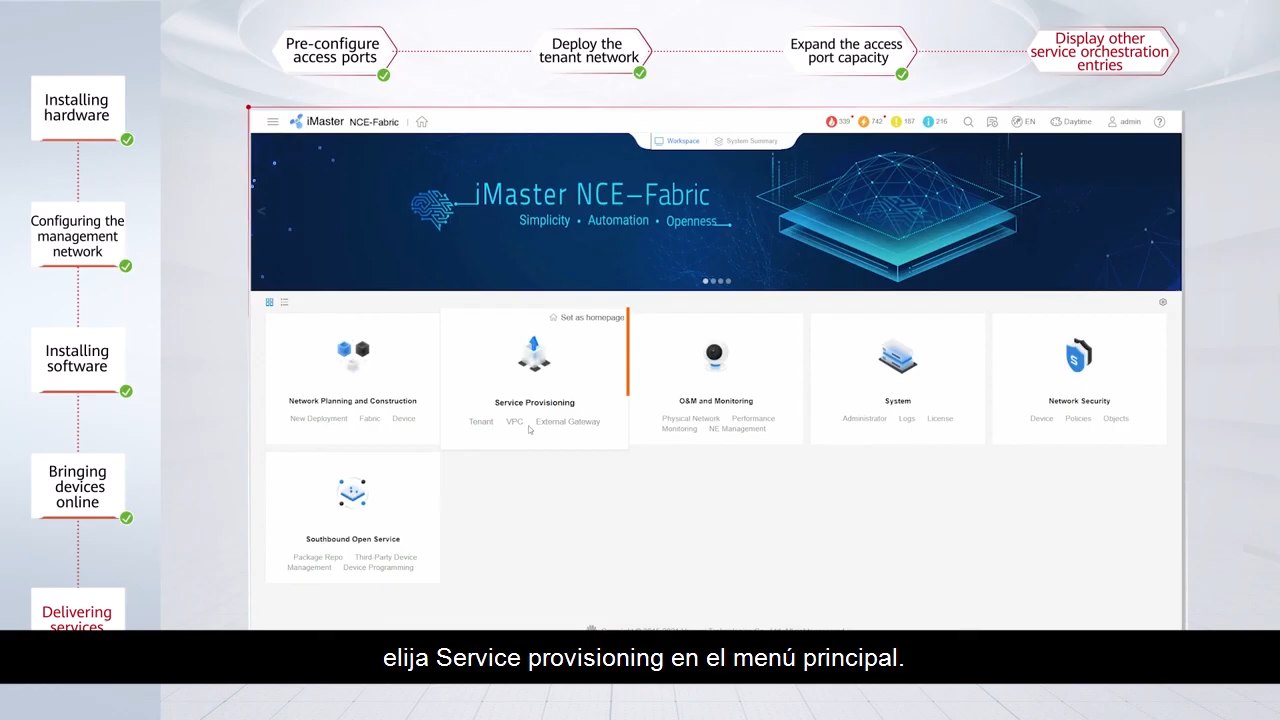 Pre-configure
access ports
Deploy the
tenant network
Expand the access
port capacity
Display other
service orchestration
entries
Installing
hardware
Configuring the
management
network
Installing
software
Bringing
devices
online
Delivering
services
iMaster NCE-Fabric
339 742 187 216 EN Daytime admin
Workspace System Summary
iMaster NCE-Fabric
Simplicity • Automation • Openness
Set as homepage
Network Planning and Construction
New Deployment Fabric Device
Service Provisioning
Tenant VPC External Gateway
O&M and Monitoring
Physical Network Performance
Monitoring NE Management
System
Administrator Logs License
Network Security
Device Policies Objects
Southbound Open Service
Package Repo Third-Party Device
Management Device Programming
elija Service provisioning en el menú principal.